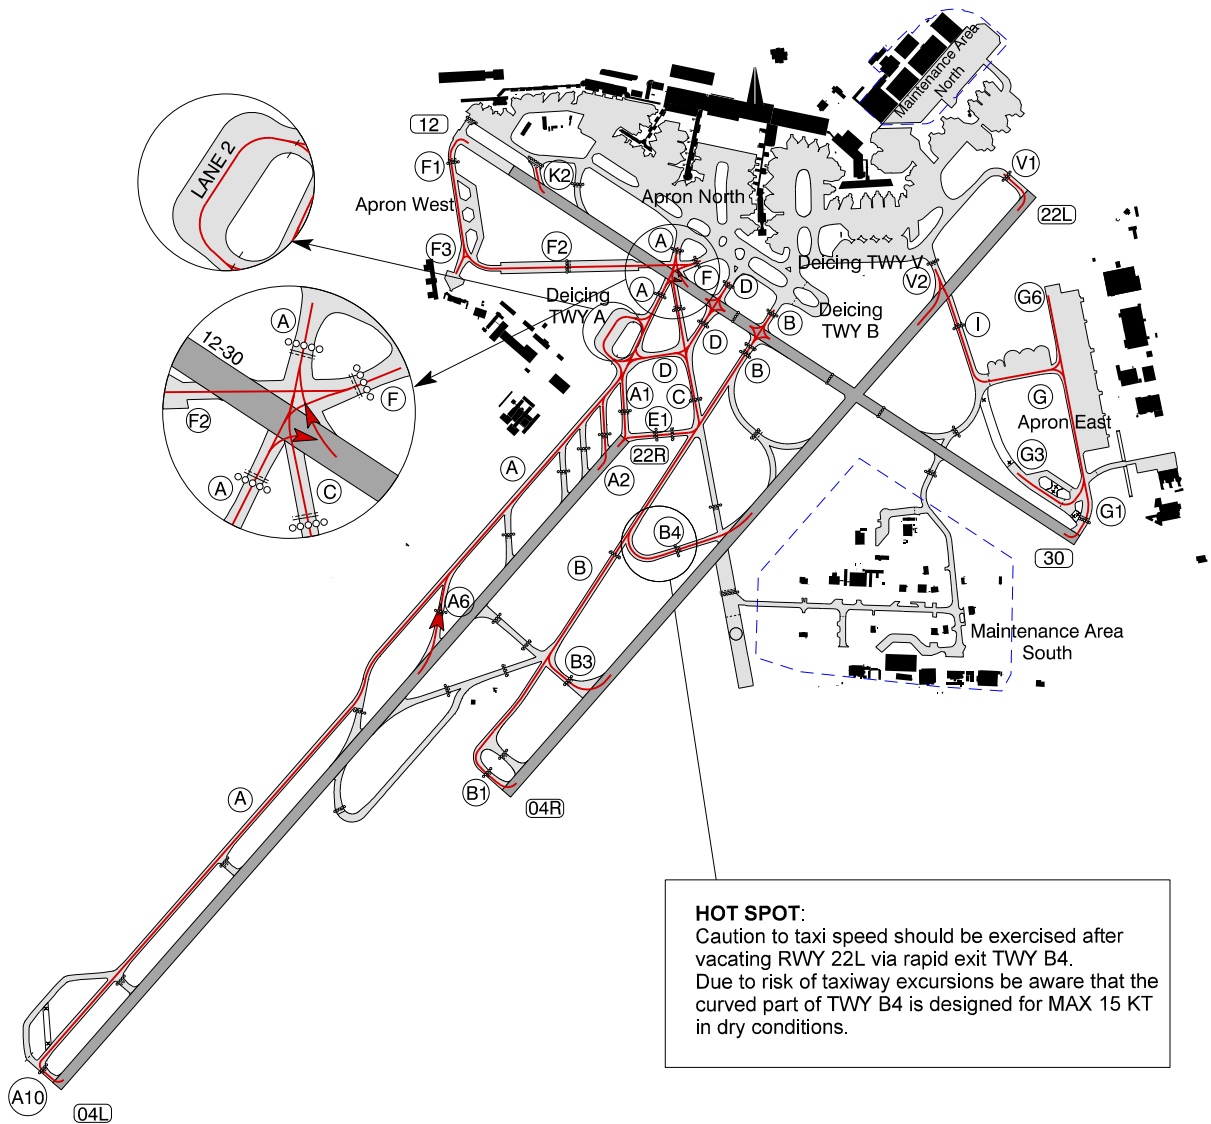 Maintenance Area
North
12
F1
K2
V1
LANE 2
Apron West
Apron North
22L
A
F3
F2
F
Deicing TWY V
D
V2
A
Deicing
TWY A
Deicing
TWY B
B
G6
I
A
12-30
D
D
B
F
F2
A1
C
G
E1
Apron East
22R
A
G3
A
C
A2
G1
B4
30
B
A6
Maintenance Area
South
B3
A
B1
04R
HOT SPOT:
Caution to taxi speed should be exercised after
vacating RWY 22L via rapid exit TWY B4.
Due to risk of taxiway excursions be aware that the
curved part of TWY B4 is designed for MAX 15 KT
in dry conditions.
A10
04L